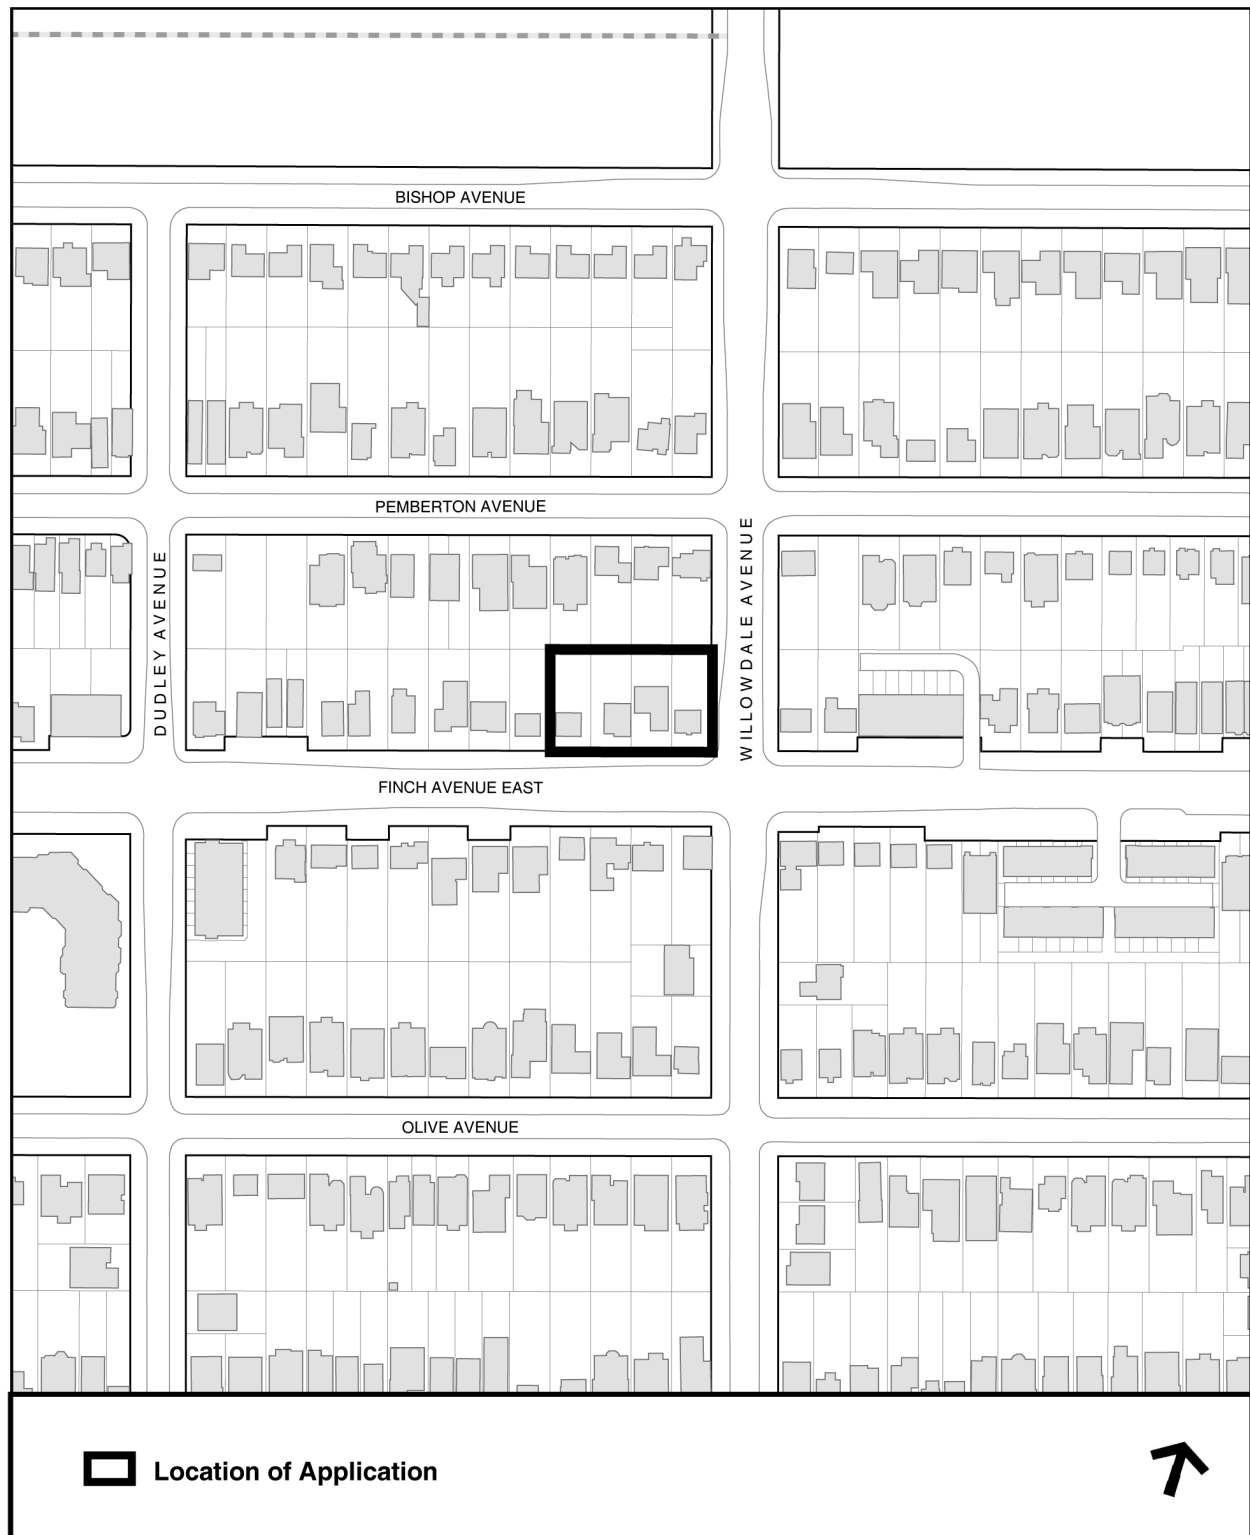 BISHOP AVENUE
PEMBERTON AVENUE
DUDLEY AVENUE
WILLOWDALE AVENUE
FINCH AVENUE EAST
OLIVE AVENUE
Location of Application